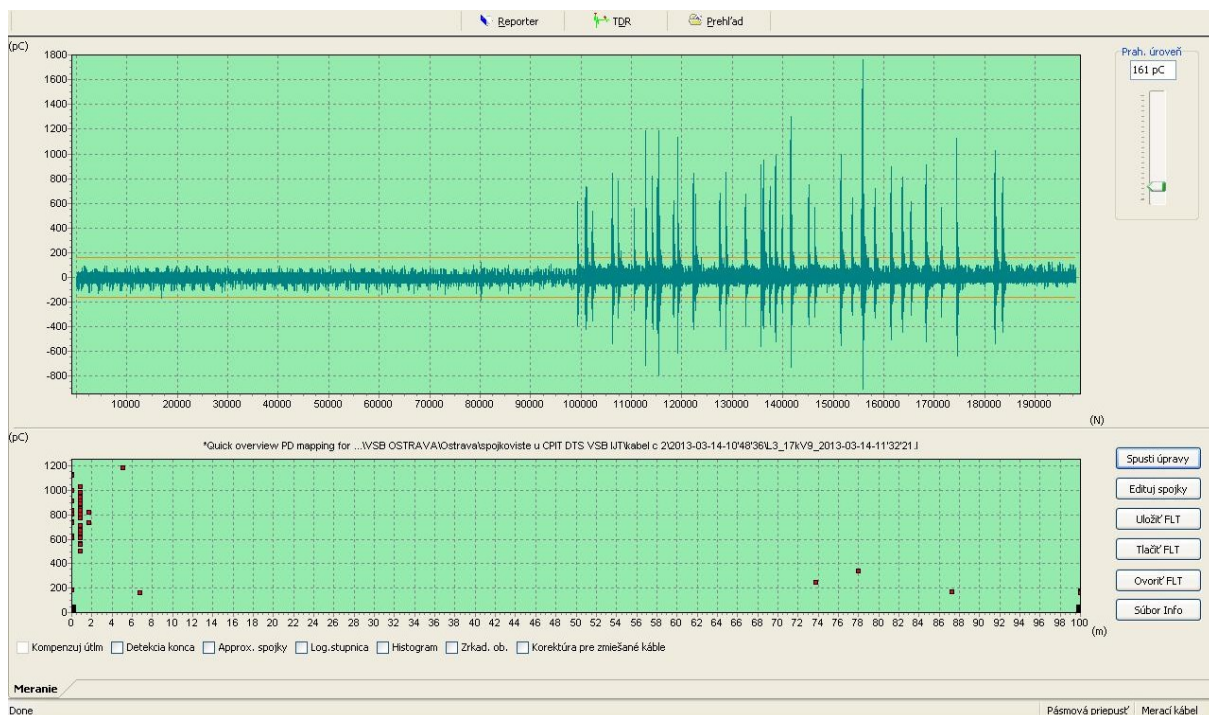 Reporter TDR Prehľad
(pC)
Prah. úroveň
161 pC
1800
1600
1400
1200
1000
800
600
400
200
0
-200
-400
-600
-800
10000 20000 30000 40000 50000 60000 70000 80000 90000 100000 110000 120000 130000 140000 150000 160000 170000 180000 190000
(N)
(pC)
*Quick overview PD mapping for ...\VSB OSTRAVA\Ostrava\spojkoviste u CPIT DTS VSB IJT\kabel c 2\2013-03-14-10'48'36\L3_17kV9_2013-03-14-11'32'21.l
1200
1000
800
600
400
200
0
0 2 4 6 8 10 12 14 16 18 20 22 24 26 28 30 32 34 36 38 40 42 44 46 48 50 52 54 56 58 60 62 64 66 68 70 72 74 76 78 80 82 84 86 88 90 92 94 96 98 100
(m)
Spusti úpravy
Edituj spojky
Uložiť FLT
Tlačiť FLT
Ovoriť FLT
Súbor Info
Kompenzuj útlm Detekcia konca Approx. spojky Log.stupnica Histogram Zrkad. ob. Korektúra pre zmiešané káble
Meranie
Done Pásmová priepusť Merací kábel